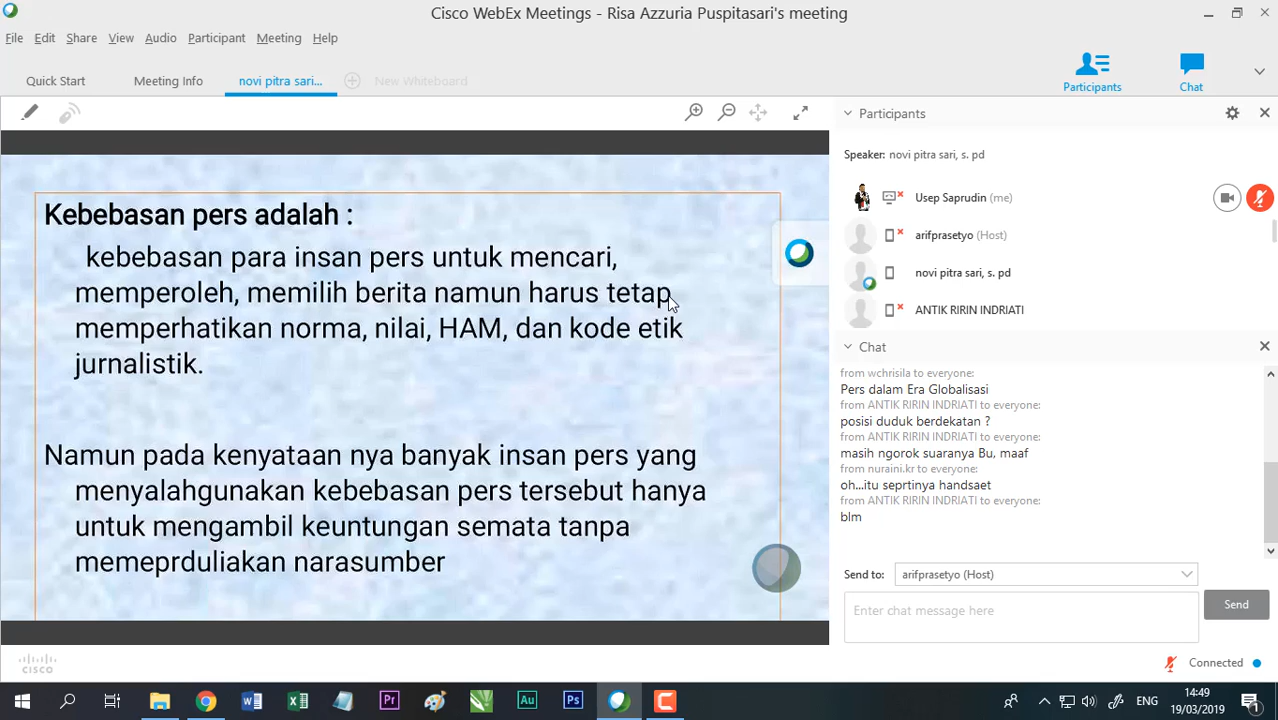 Cisco WebEx Meetings - Risa Azzuria Puspitasari's meeting
File Edit Share View Audio Participant Meeting Help
Quick Start Meeting Info novi pitra sari... New Whiteboard
Participants Chat
Kebebasan pers adalah :
kebebasan para insan pers untuk mencari,
memperoleh, memilih berita namun harus tetap
memperhatikan norma, nilai, HAM, dan kode etik
jurnalistik.
Namun pada kenyataan nya banyak insan pers yang
menyalahgunakan kebebasan pers tersebut hanya
untuk mengambil keuntungan semata tanpa
memeprduliakan narasumber
Participants
Speaker: novi pitra sari, s. pd
Usep Saprudin (me)
arifprasetyo (Host)
novi pitra sari, s. pd
ANTIK RIRIN INDRIATI
Chat
from wchrisila to everyone:
Pers dalam Era Globalisasi
from ANTIK RIRIN INDRIATI to everyone:
posisi duduk berdekatan ?
from ANTIK RIRIN INDRIATI to everyone:
masih ngorok suaranya Bu, maaf
from nuraini.kr to everyone:
oh...itu seprtinya handsaet
from ANTIK RIRIN INDRIATI to everyone:
blm
Send to: arifprasetyo (Host)
Enter chat message here
Send
cisco
Connected
W X Pr Au Ps C
ENG
14:49
19/03/2019
1